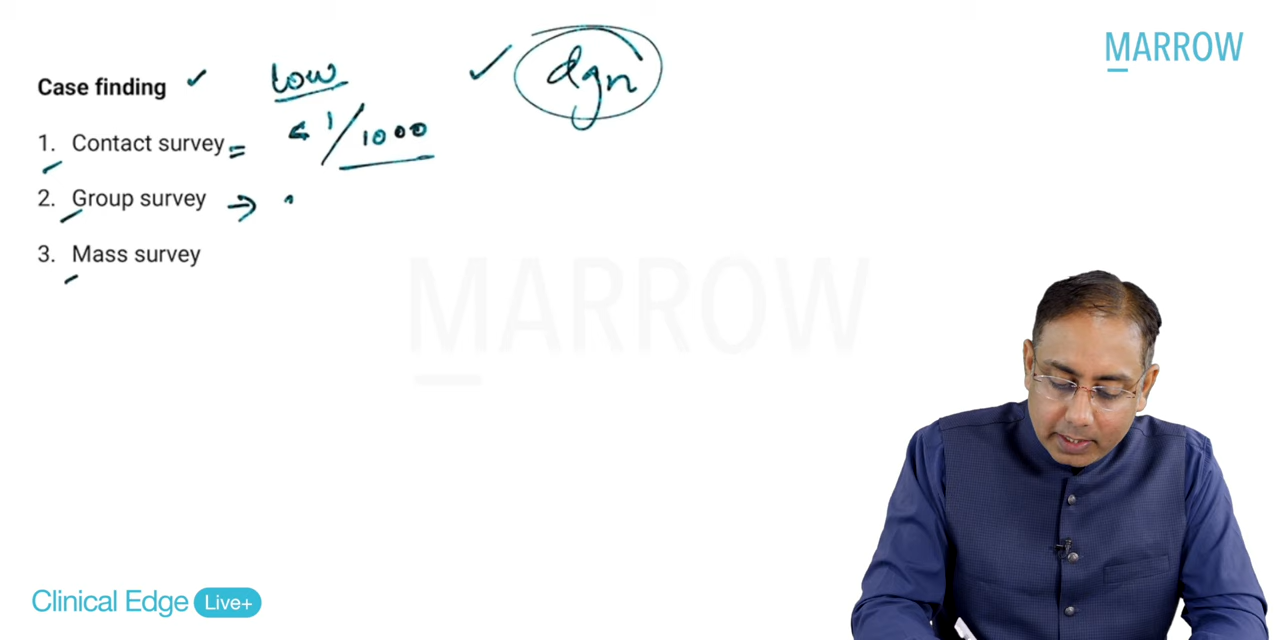 MARROW
Case finding ✓ low ✓ dgn
1. Contact survey = < 1/1000
2. Group survey →
3. Mass survey
MARROW
Clinical Edge Live+